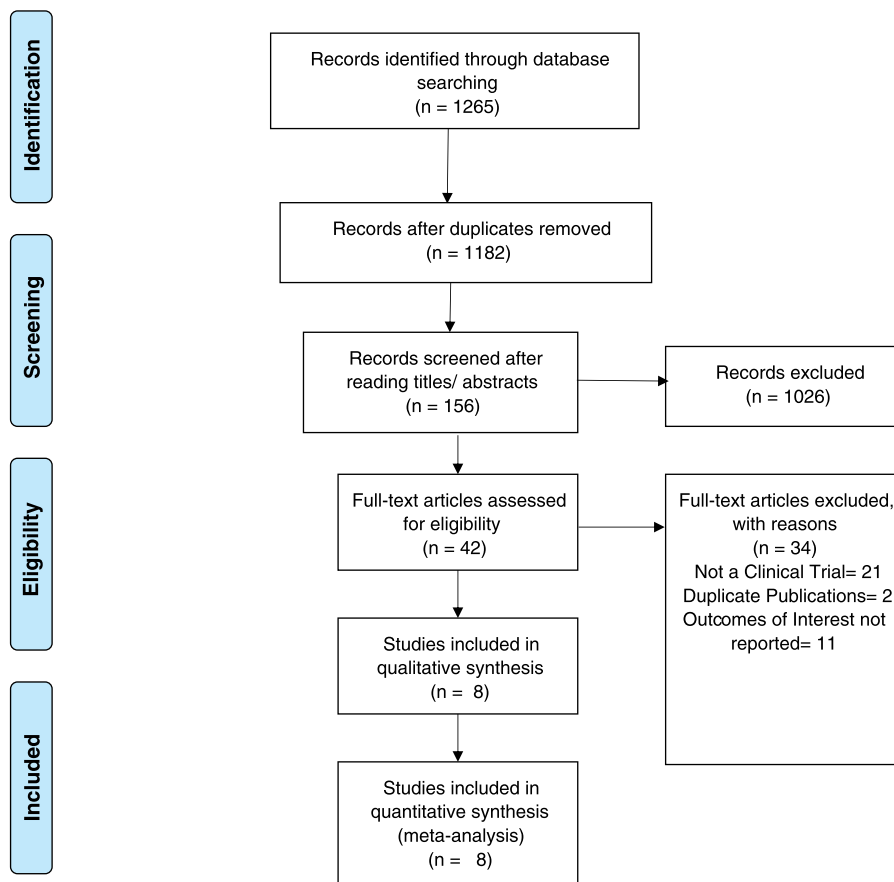 Identification
Records identified through database
searching
(n = 1265)
Records after duplicates removed
(n = 1182)
Screening
Records screened after
reading titles/ abstracts
(n = 156)
Records excluded
(n = 1026)
Eligibility
Full-text articles assessed
for eligibility
(n = 42)
Full-text articles excluded,
with reasons
(n = 34)
Not a Clinical Trial= 21
Duplicate Publications= 2
Outcomes of Interest not
reported= 11
Studies included in
qualitative synthesis
(n =  8)
Included
Studies included in
quantitative synthesis
(meta-analysis)
(n =   8)